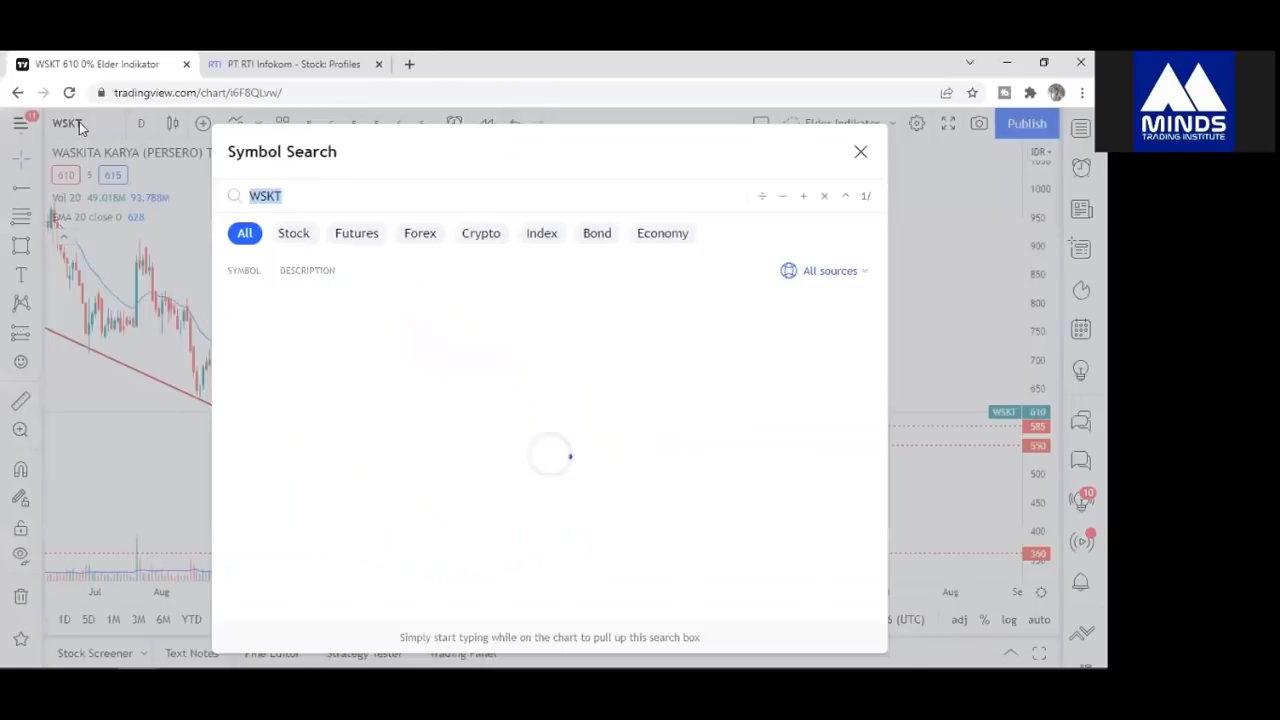 WSKT 610 0% Elder Indikator
PT RTI Infokom - Stock: Profiles
tradingview.com/chart/i6F8QLvw/
MINDS
TRADING INSTITUTE
11
WSKT
D
Elder Indikator
Publish
WASKITA KARYA (PERSERO) T
610 5 615
Vol 20 49.018M 93.788M
EMA 20 close 0 628
Symbol Search
WSKT
1/
All Stock Futures Forex Crypto Index Bond Economy
SYMBOL DESCRIPTION
All sources
Simply start typing while on the chart to pull up this search box
IDR
1050
1000
950
900
850
800
750
700
650
WSKT 610
585
550
500
450
400
360
10
Jul Aug
Aug Se
1D 5D 1M 3M 6M YTD
(UTC) adj % log auto
Stock Screener Text Notes Pine Editor Strategy Tester Trading Panel